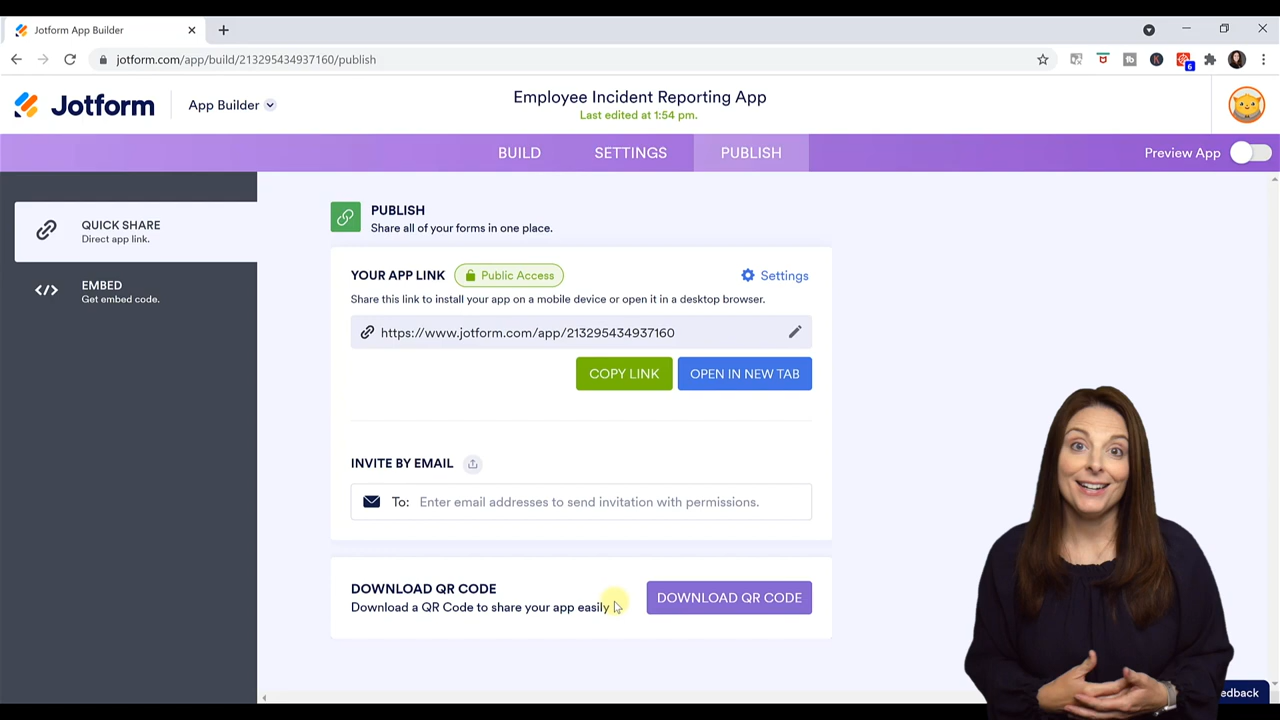 Jotform App Builder
jotform.com/app/build/213295434937160/publish
6
Jotform
App Builder
Employee Incident Reporting App
Last edited at 1:54 pm.
BUILD
SETTINGS
PUBLISH
Preview App
QUICK SHARE
Direct app link.
EMBED
Get embed code.
PUBLISH
Share all of your forms in one place.
YOUR APP LINK
Public Access
Settings
Share this link to install your app on a mobile device or open it in a desktop browser.
https://www.jotform.com/app/213295434937160
COPY LINK
OPEN IN NEW TAB
INVITE BY EMAIL
To: Enter email addresses to send invitation with permissions.
DOWNLOAD QR CODE
Download a QR Code to share your app easily
DOWNLOAD QR CODE
edback